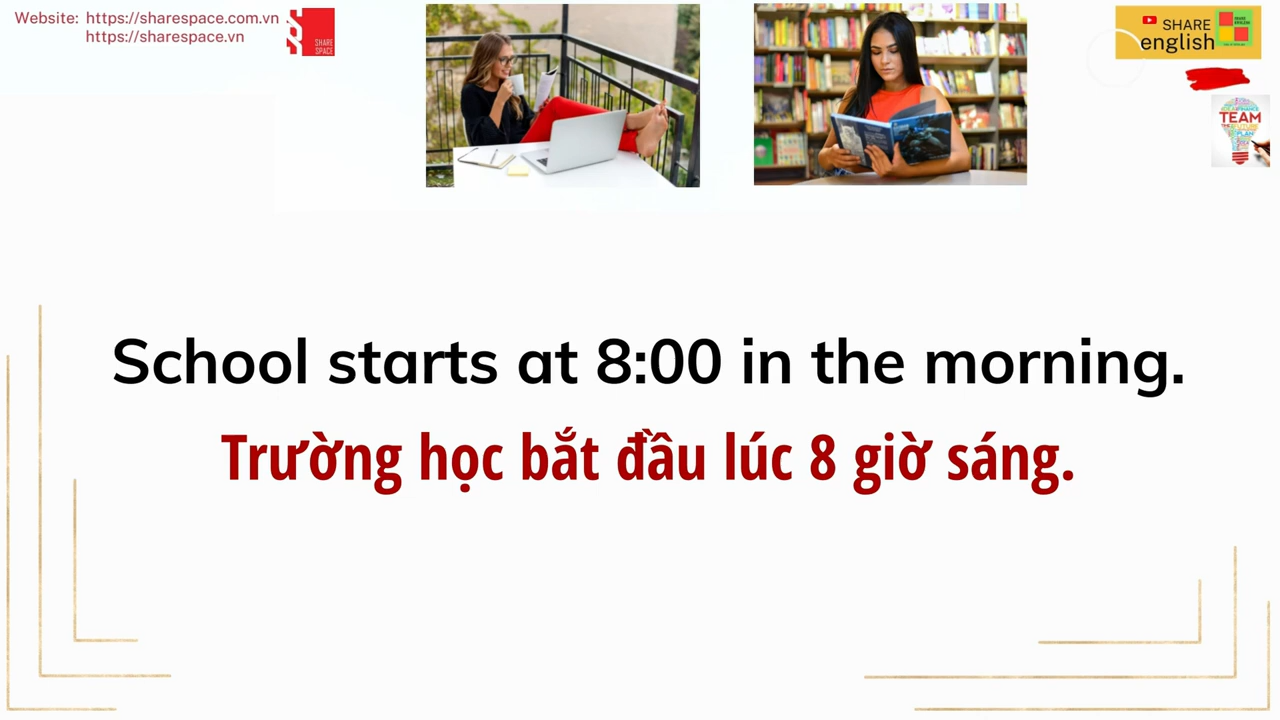 Website: https://sharespace.com.vn
https://sharespace.vn
SHARE
SPACE
SHARE
english
TEAM
PLAN
School starts at 8:00 in the morning.
Trường học bắt đầu lúc 8 giờ sáng.